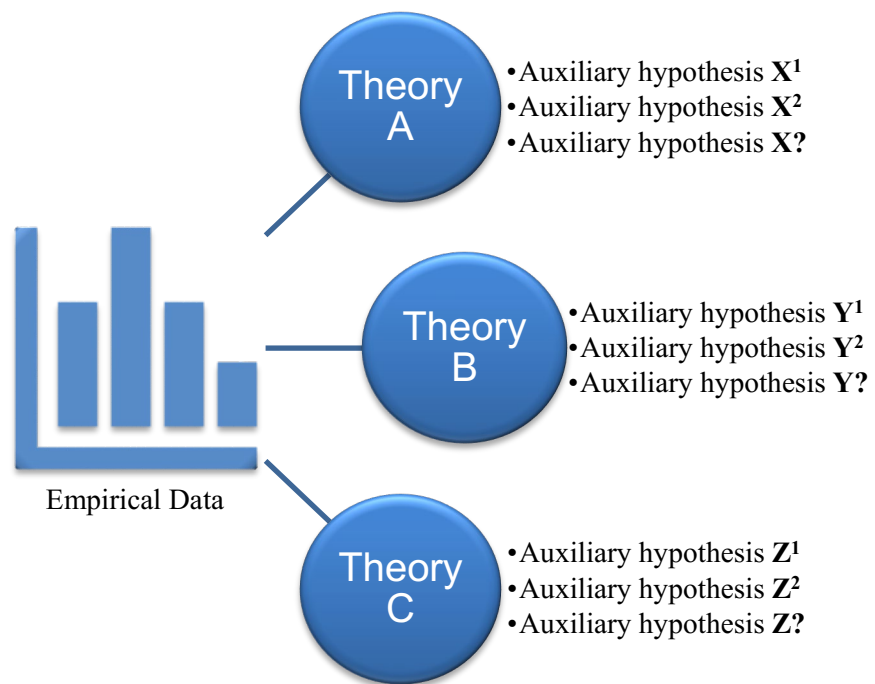 Theory
A
•Auxiliary hypothesis X¹
•Auxiliary hypothesis X²
•Auxiliary hypothesis X?
Theory
B
•Auxiliary hypothesis Y¹
•Auxiliary hypothesis Y²
•Auxiliary hypothesis Y?
Empirical Data
Theory
C
•Auxiliary hypothesis Z¹
•Auxiliary hypothesis Z²
•Auxiliary hypothesis Z?